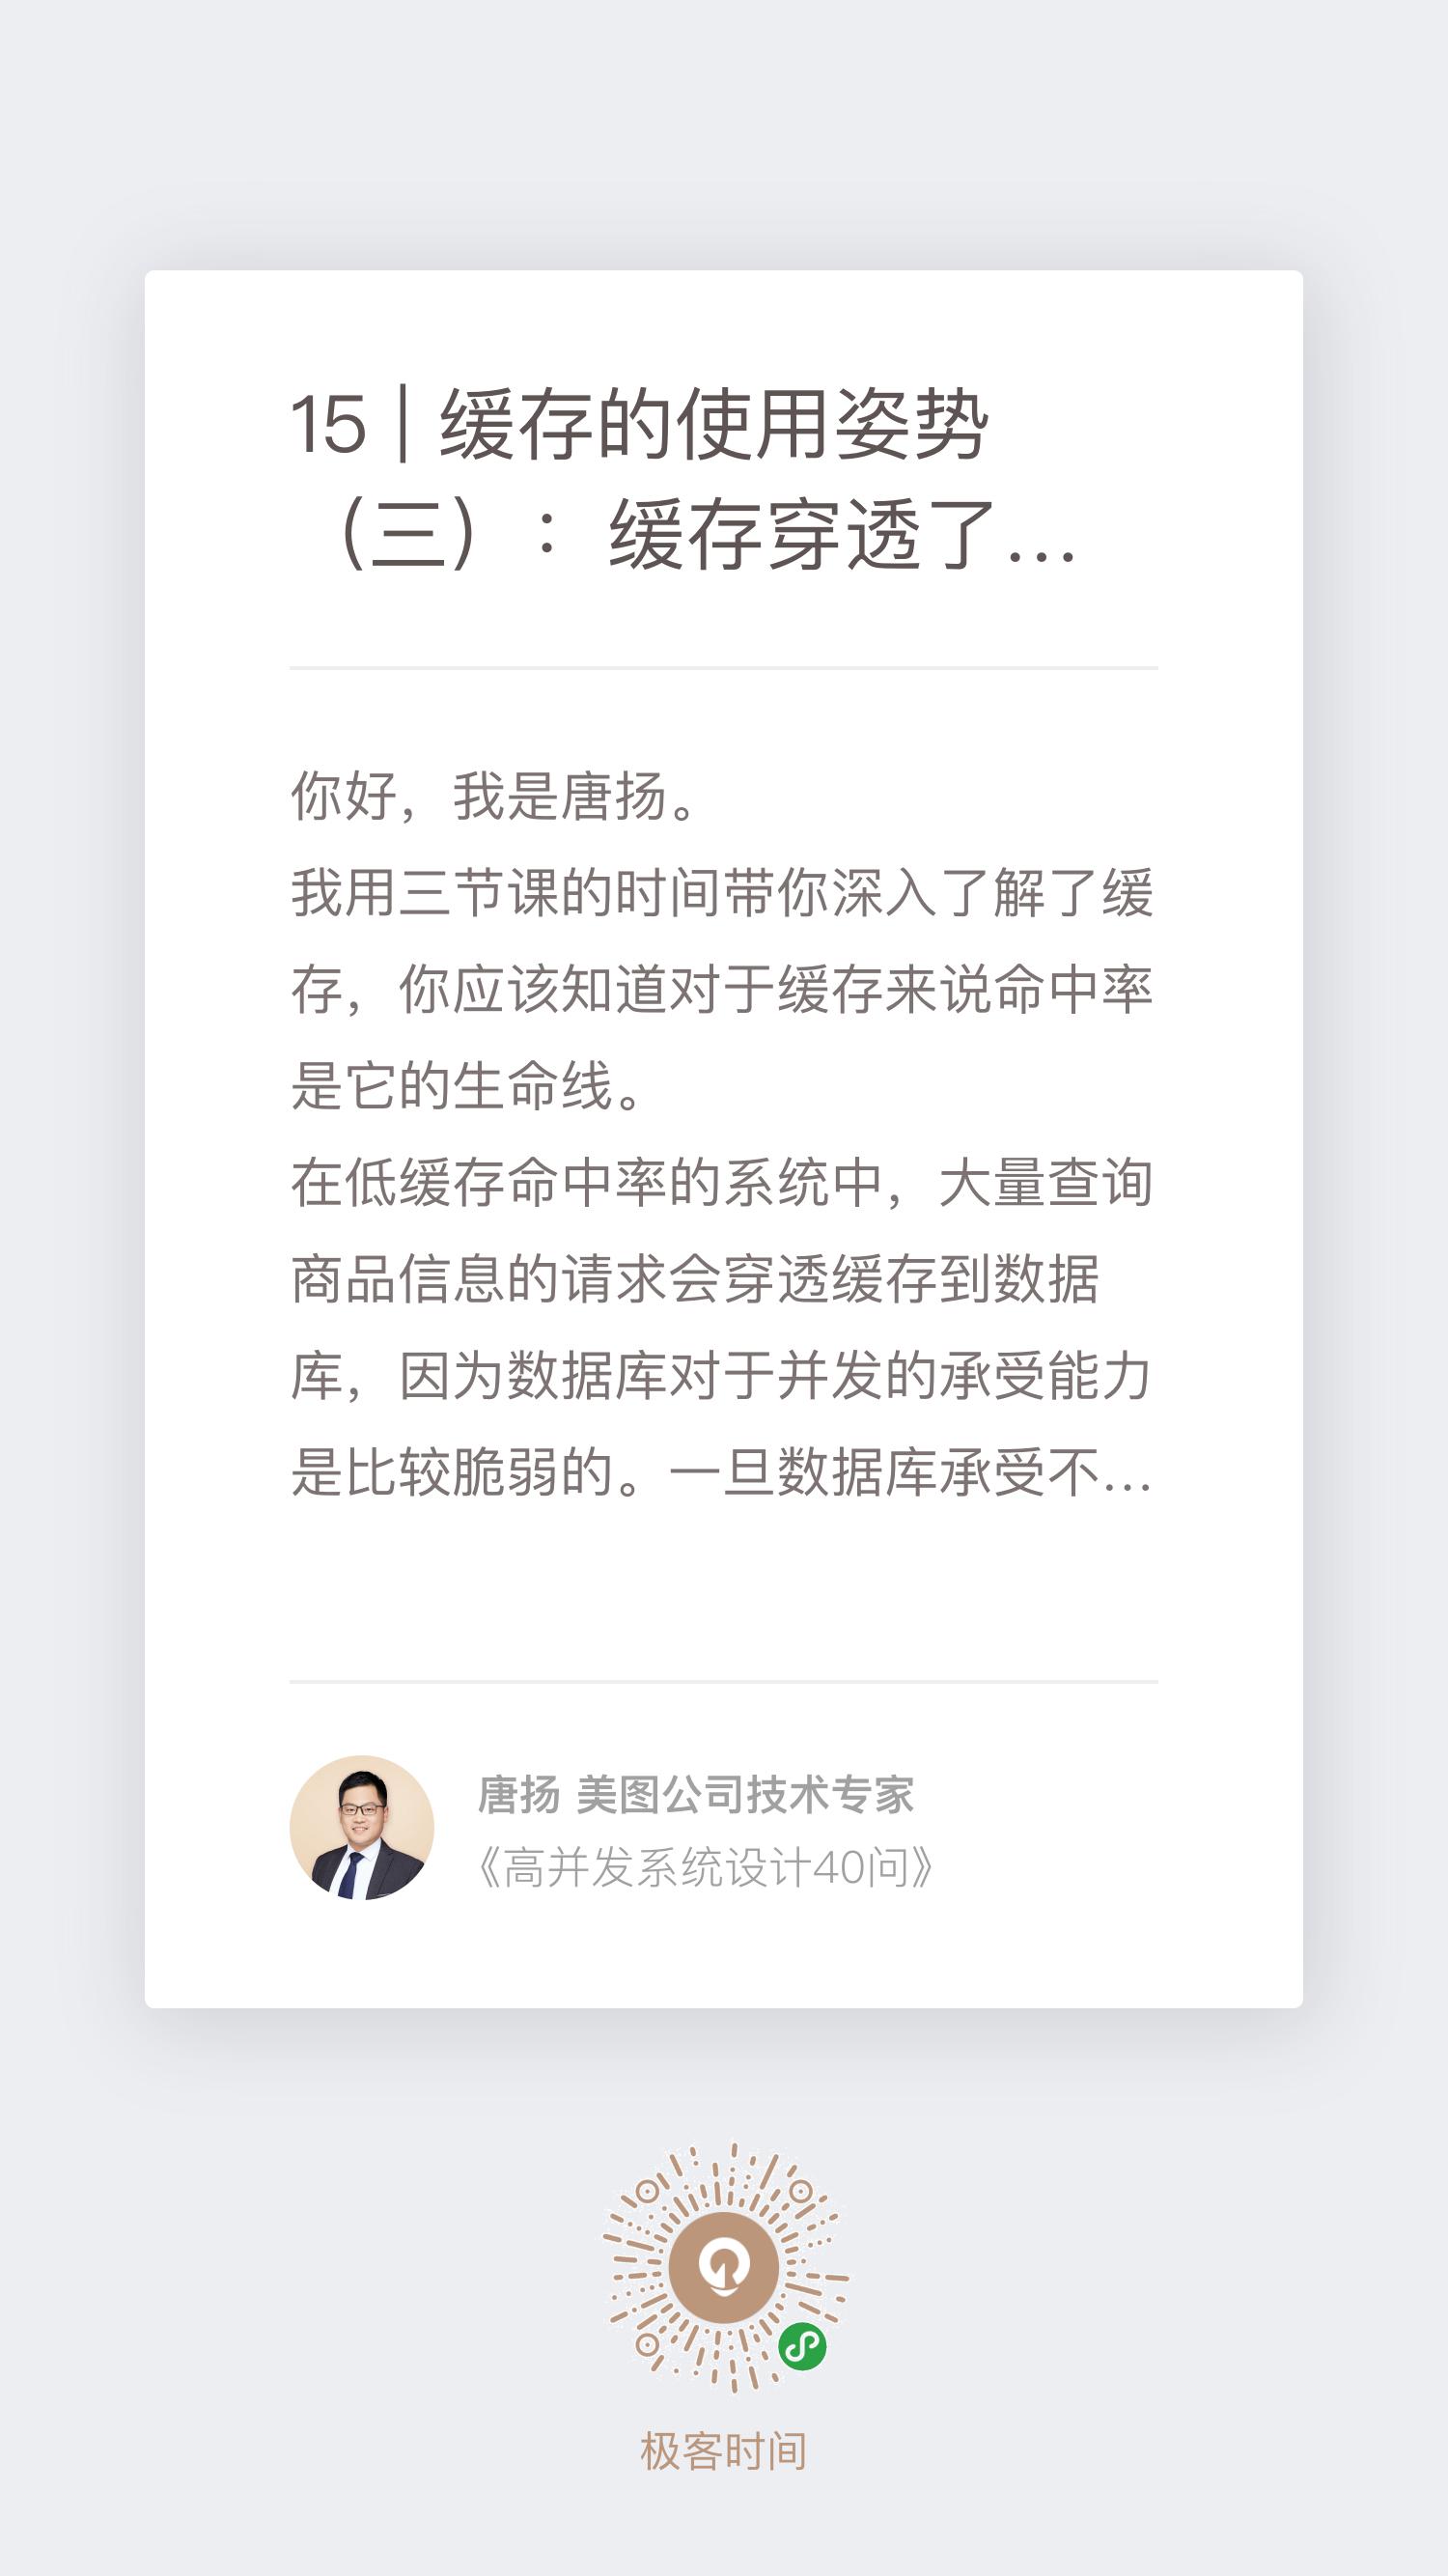 15 | 缓存的使用姿势
（三）：缓存穿透了...
你好，我是唐扬。
我用三节课的时间带你深入了解了缓
存，你应该知道对于缓存来说命中率
是它的生命线。
在低缓存命中率的系统中，大量查询
商品信息的请求会穿透缓存到数据
库，因为数据库对于并发的承受能力
是比较脆弱的。一旦数据库承受不...
唐扬 美图公司技术专家
《高并发系统设计40问》
极客时间